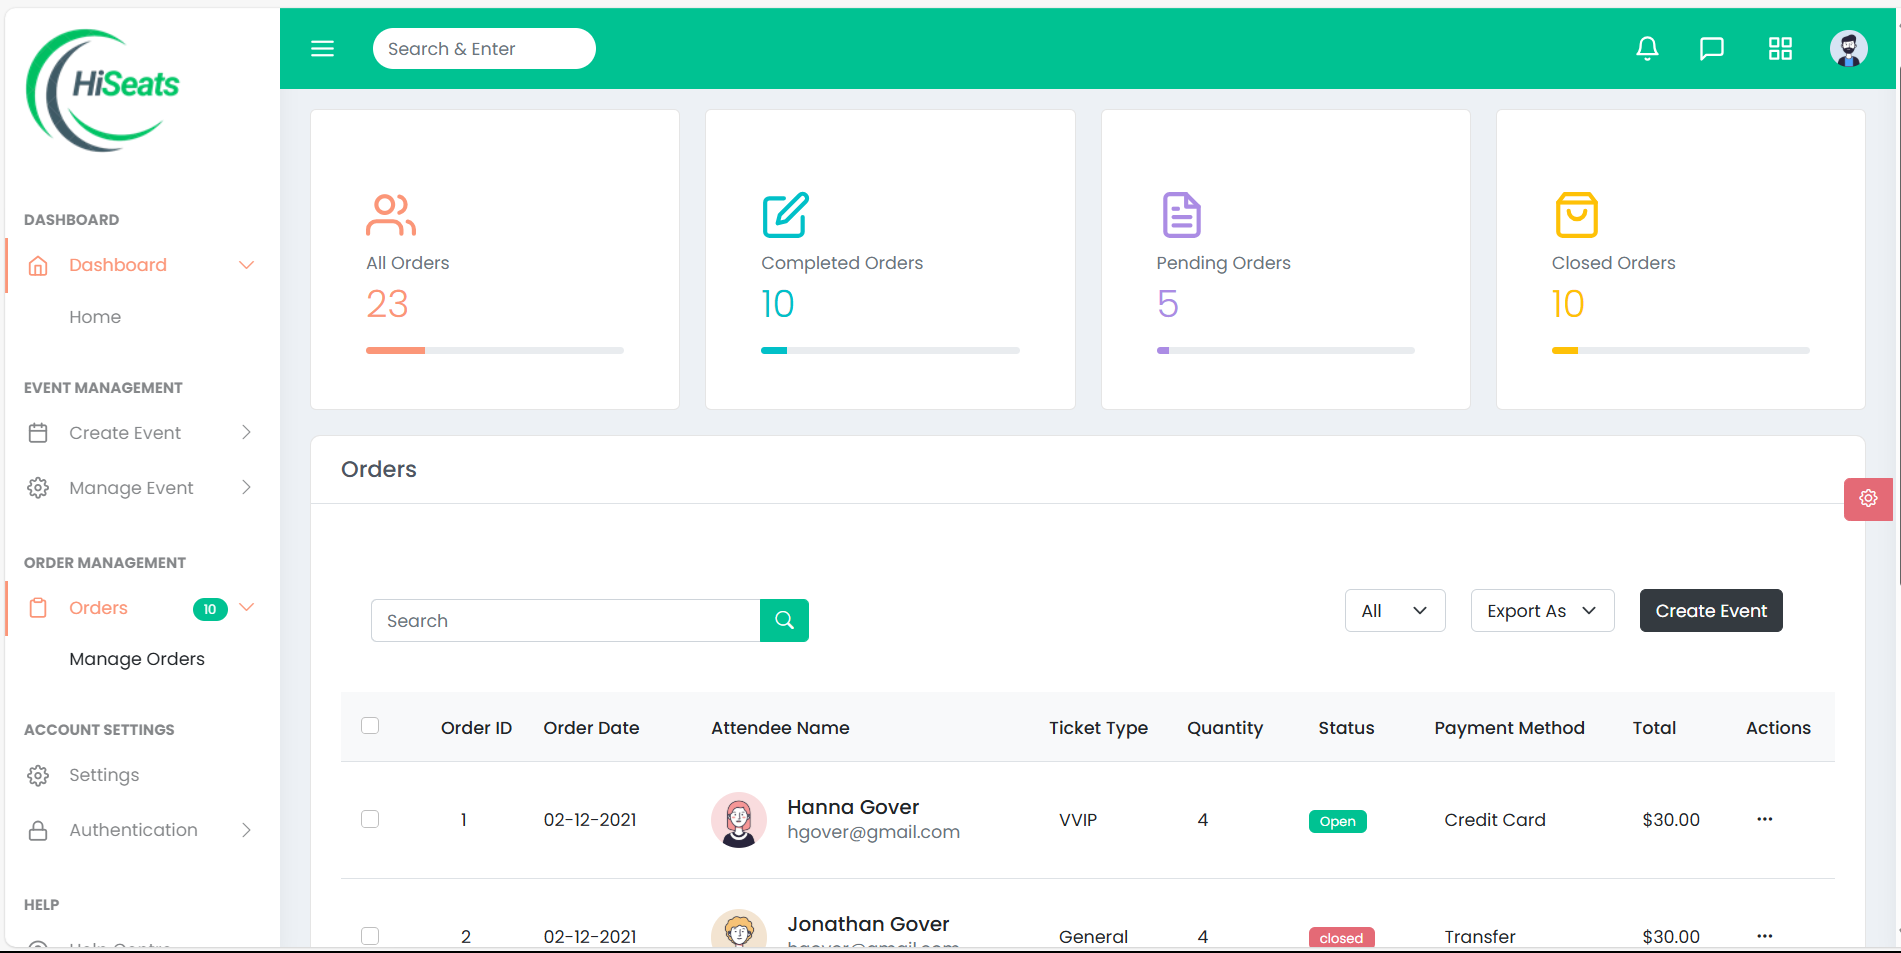 HiSeats
Search & Enter
DASHBOARD
Dashboard
Home
EVENT MANAGEMENT
Create Event
Manage Event
ORDER MANAGEMENT
Orders 10
Manage Orders
ACCOUNT SETTINGS
Settings
Authentication
HELP
All Orders
23
Completed Orders
10
Pending Orders
5
Closed Orders
10
Orders
Search
All
Export As
Create Event
Order ID Order Date Attendee Name Ticket Type Quantity Status Payment Method Total Actions
1 02-12-2021 Hanna Gover VVIP 4 Open Credit Card $30.00
hgover@gmail.com
2 02-12-2021 Jonathan Gover General 4 closed Transfer $30.00